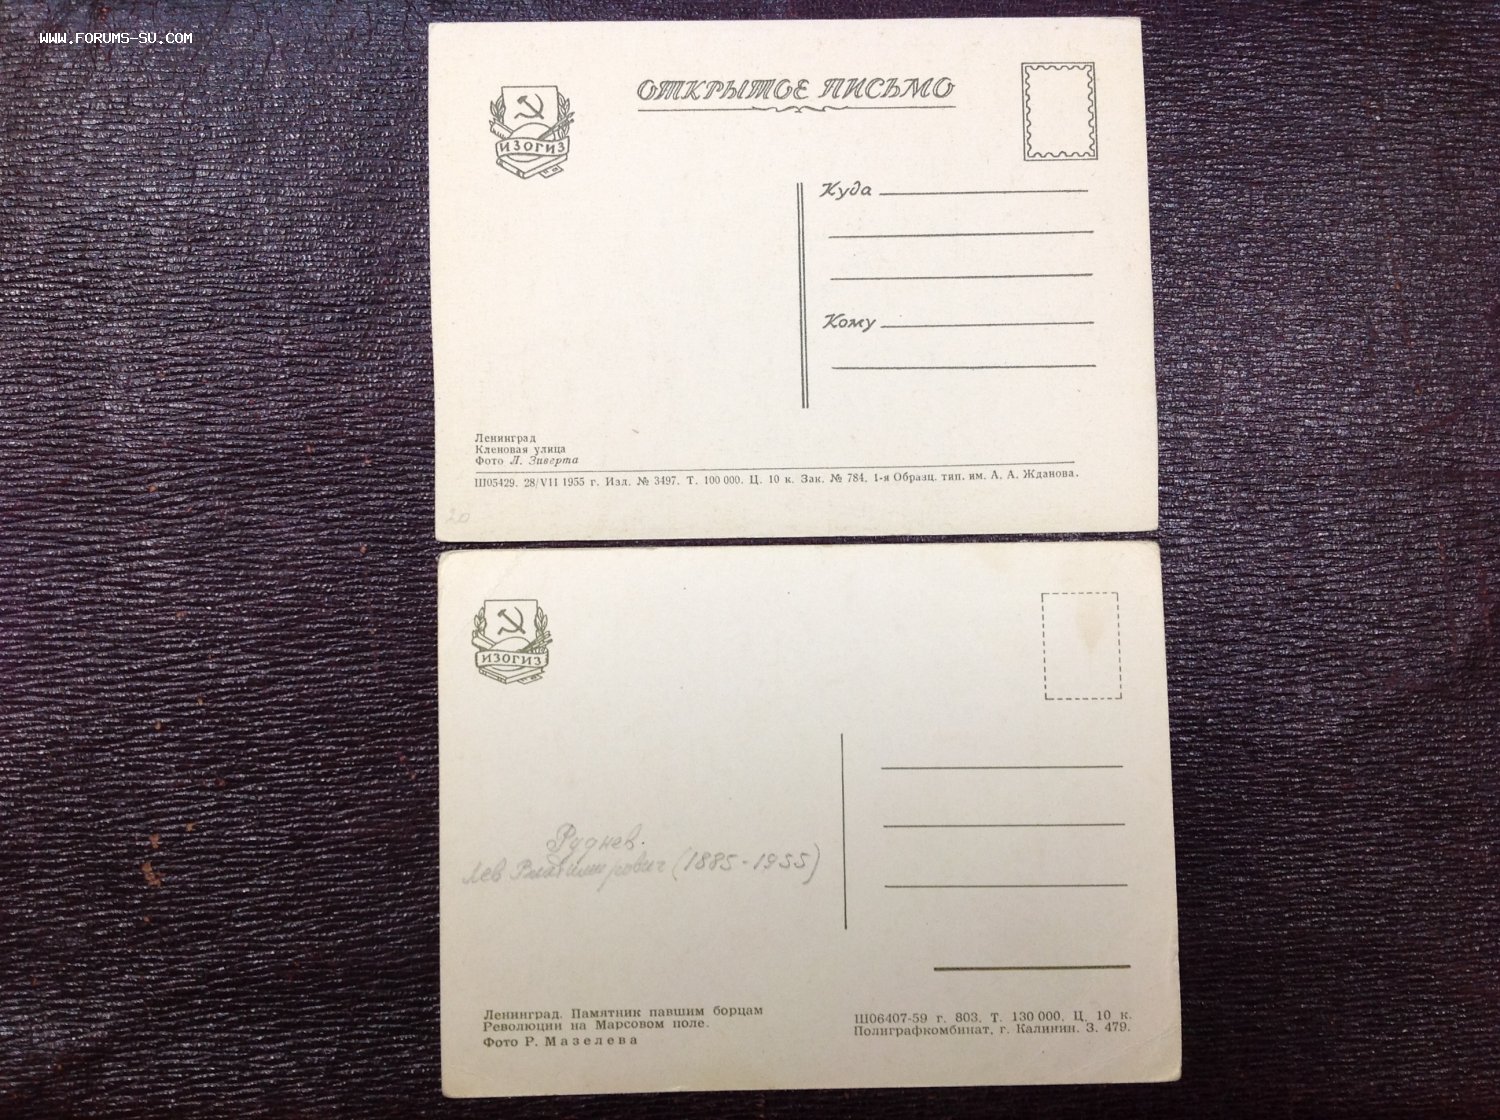 WWW.FORUMS-SU.COM
ОТКРЫТОЕ ПИСЬМО
ИЗОГИЗ
Куда
Кому
Ленинград
Кленовая улица
Фото Л. Зиверта
Ш05429. 28/VII 1955 г. Изд. № 3497. Т. 100 000. Ц. 10 к. Зак. № 784. 1-я Образц. тип. им. А. А. Жданова.
20
ИЗОГИЗ
Руднев.
Лев Владимирович (1885-1955)
Ленинград. Памятник павшим борцам
Революции на Марсовом поле.
Фото Р. Мазелева
Ш06407-59 г. 803. Т. 130 000. Ц. 10 к.
Полиграфкомбинат, г. Калинин. З. 479.